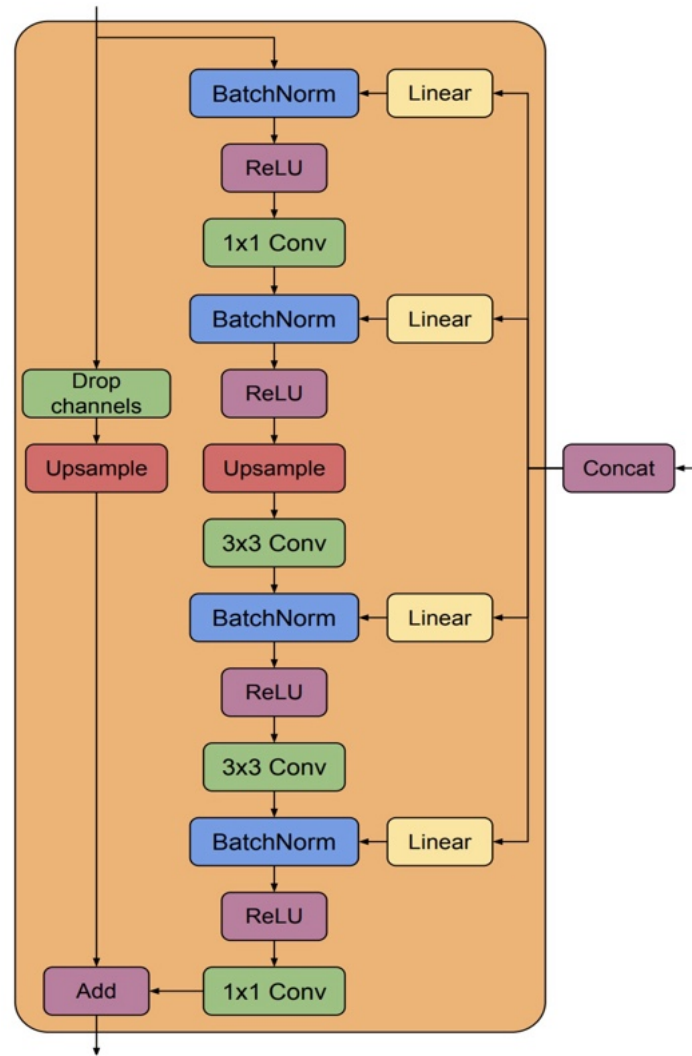 BatchNorm
Linear
ReLU
1x1 Conv
BatchNorm
Linear
Drop
channels
ReLU
Upsample
Upsample
Concat
3x3 Conv
BatchNorm
Linear
ReLU
3x3 Conv
BatchNorm
Linear
ReLU
Add
1x1 Conv